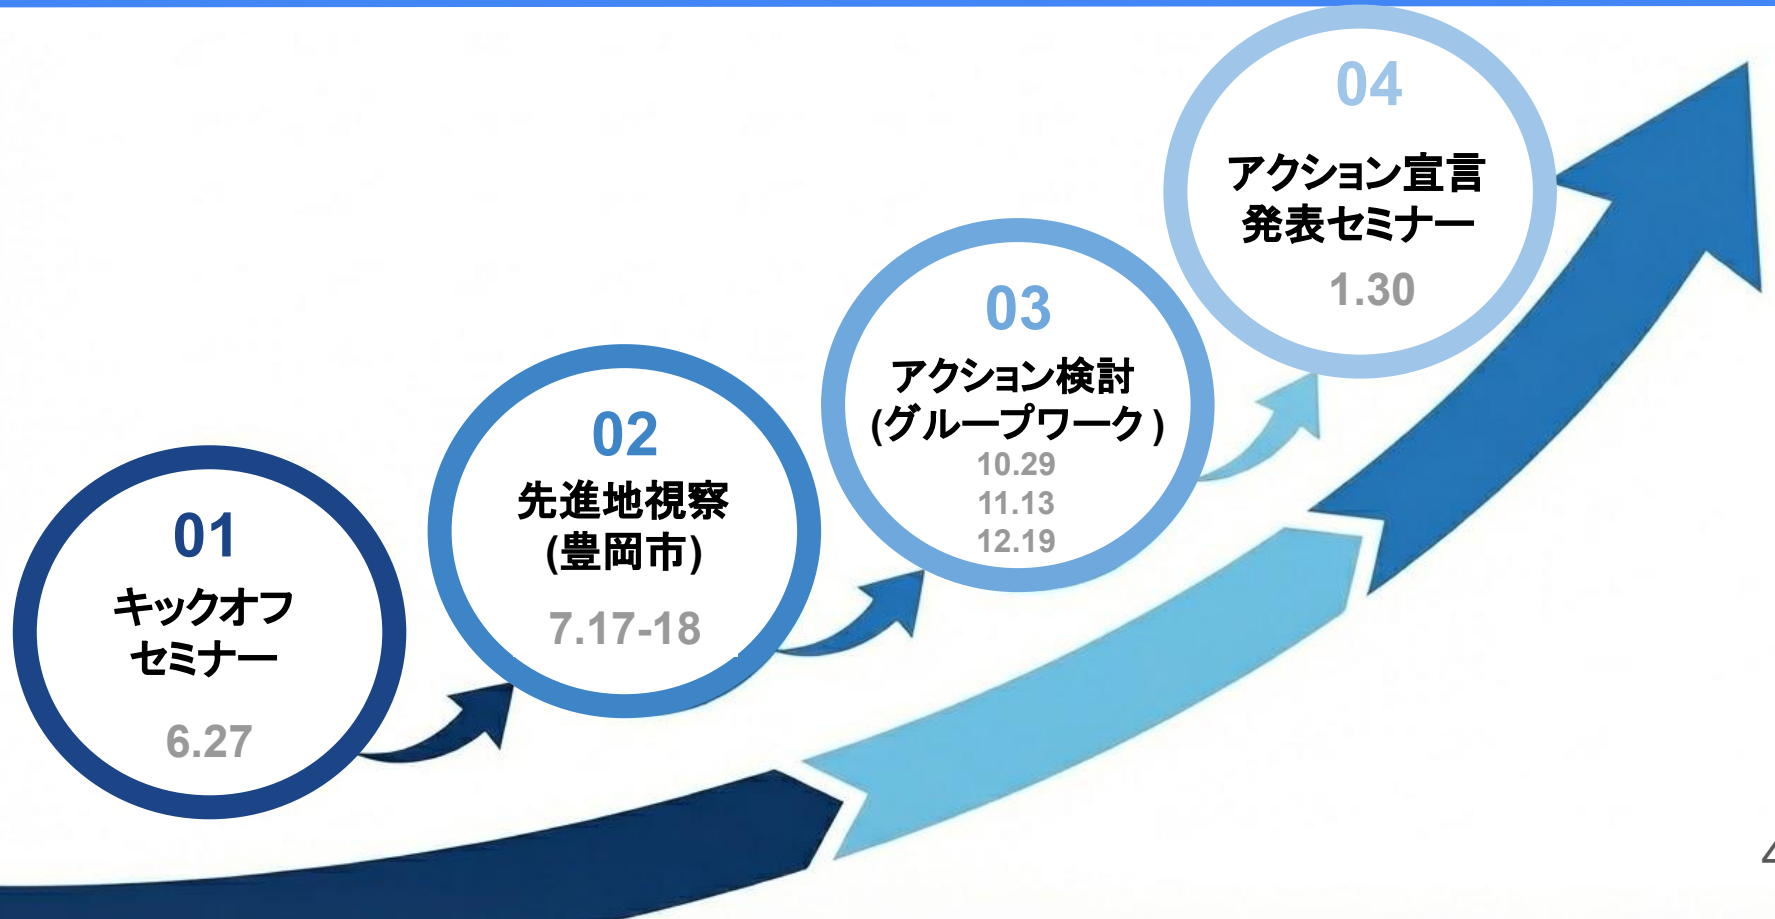 01
キックオフ
セミナー
6.27
02
先進地視察
(豊岡市)
7.17-18
03
アクション検討
(グループワーク)
10.29
11.13
12.19
04
アクション宣言
発表セミナー
1.30
4